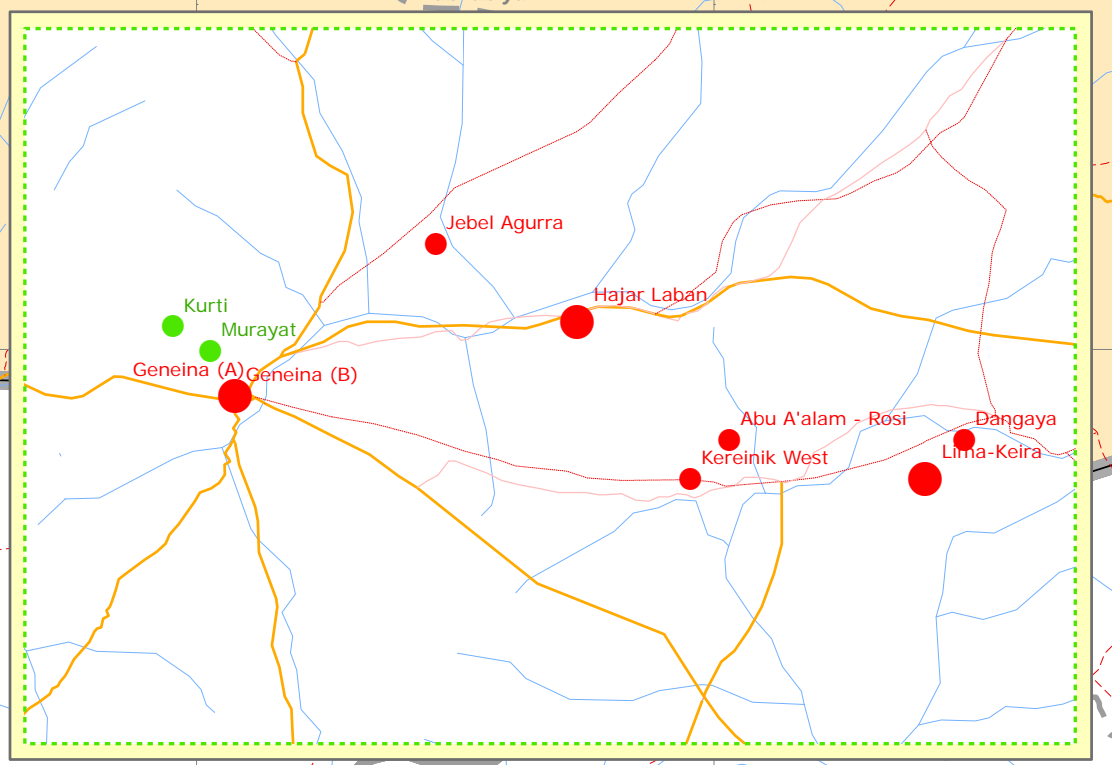 Jebel Agurra
Hajar Laban
Kurti
Murayat
Geneina (A)
Geneina (B)
Abu A'alam - Rosi
Dangaya
Kereinik West
Lima-Keira